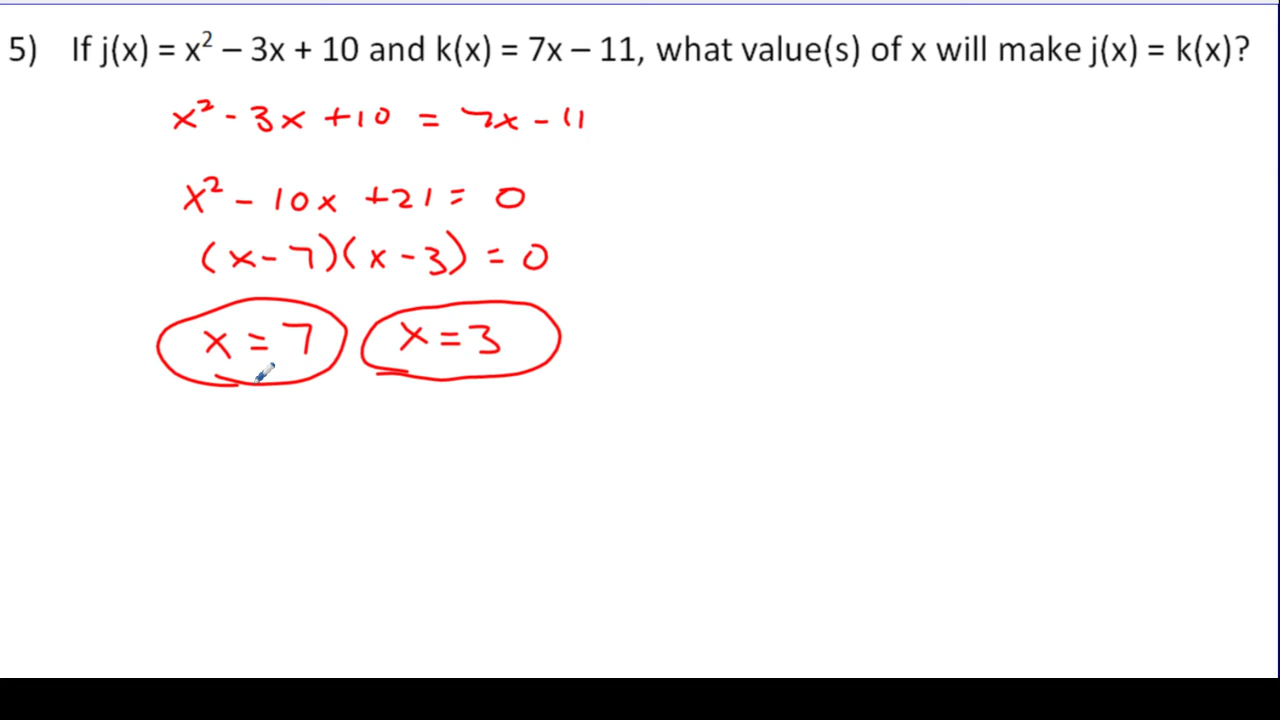 5) If j(x) = x² – 3x + 10 and k(x) = 7x – 11, what value(s) of x will make j(x) = k(x)?
x² - 3x +10 = 7x - 11
x² - 10x +21 = 0
(x - 7)(x - 3) = 0
x = 7 x = 3